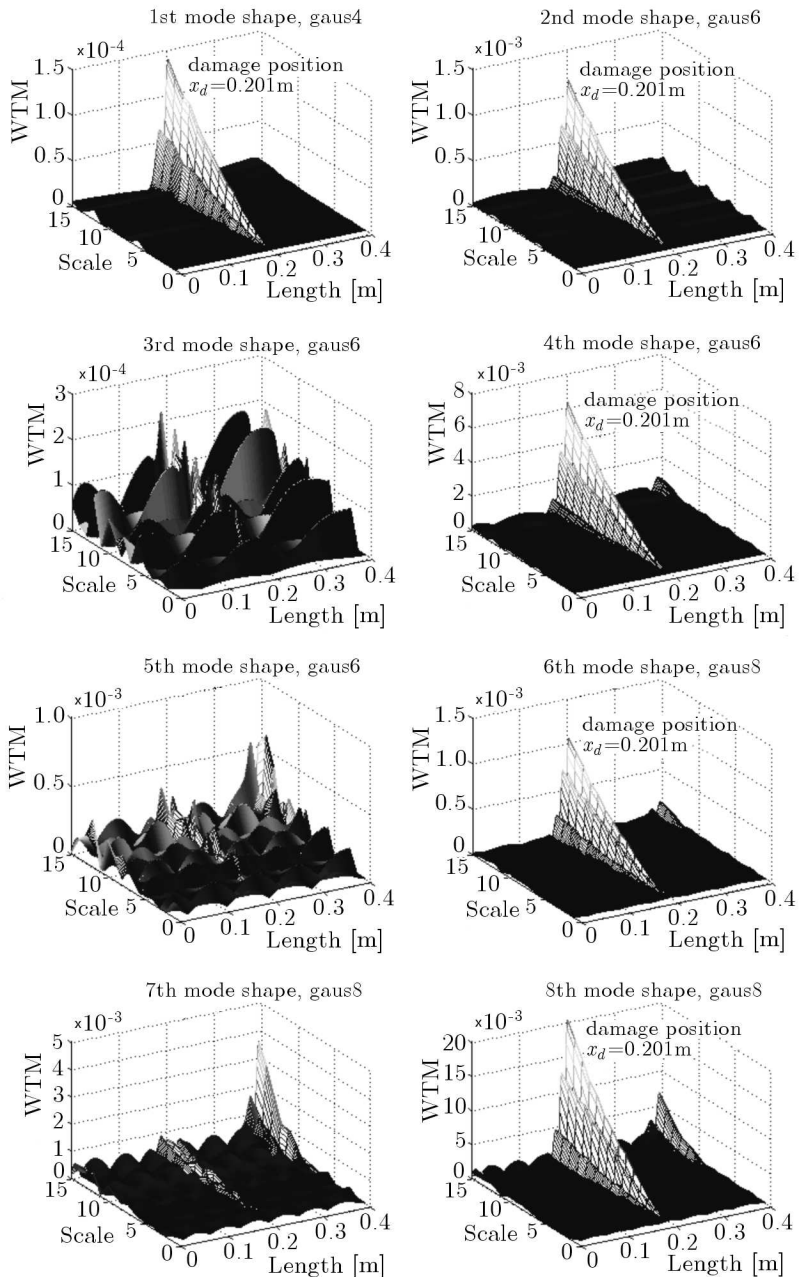 1st mode shape, gaus4
×10-4
damage position
xd=0.201m
1.5
1.0
0.5
0
WTM
15
10
5
0
Scale
0
0.1
0.2
0.3
0.4
Length [m]
2nd mode shape, gaus6
×10-3
damage position
xd=0.201m
1.5
1.0
0.5
0
WTM
15
10
5
0
Scale
0
0.1
0.2
0.3
0.4
Length [m]
3rd mode shape, gaus6
×10-4
3
2
1
0
WTM
15
10
5
0
Scale
0
0.1
0.2
0.3
0.4
Length [m]
4th mode shape, gaus6
×10-3
damage position
xd=0.201m
8
6
4
2
0
WTM
15
10
5
0
Scale
0
0.1
0.2
0.3
0.4
Length [m]
5th mode shape, gaus6
×10-3
1.0
0.5
0
WTM
15
10
5
0
Scale
0
0.1
0.2
0.3
0.4
Length [m]
6th mode shape, gaus8
×10-3
damage position
xd=0.201m
1.5
1.0
0.5
0
WTM
15
10
5
0
Scale
0
0.1
0.2
0.3
0.4
Length [m]
7th mode shape, gaus8
×10-3
5
4
3
2
1
0
WTM
15
10
5
0
Scale
0
0.1
0.2
0.3
0.4
Length [m]
8th mode shape, gaus8
×10-3
damage position
xd=0.201m
20
15
10
5
0
WTM
15
10
5
0
Scale
0
0.1
0.2
0.3
0.4
Length [m]